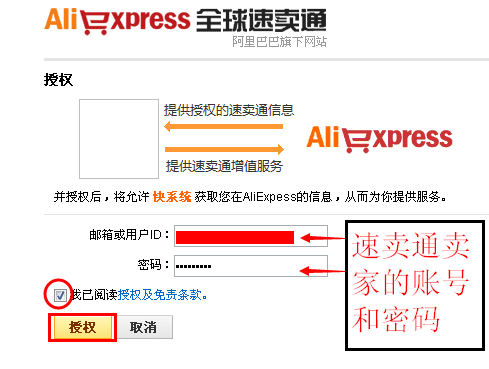 AliExpress 全球速卖通
阿里巴巴旗下网站
授权
提供授权的速卖通信息
AliExpress
提供速卖通增值服务
并授权后，将允许 快系统 获取您在AliExpess的信息，从而为你提供服务。
邮箱或用户ID：
密码： •••••••••
速卖通卖
家的账号
和密码
我已阅读授权及免责条款。
授权 取消